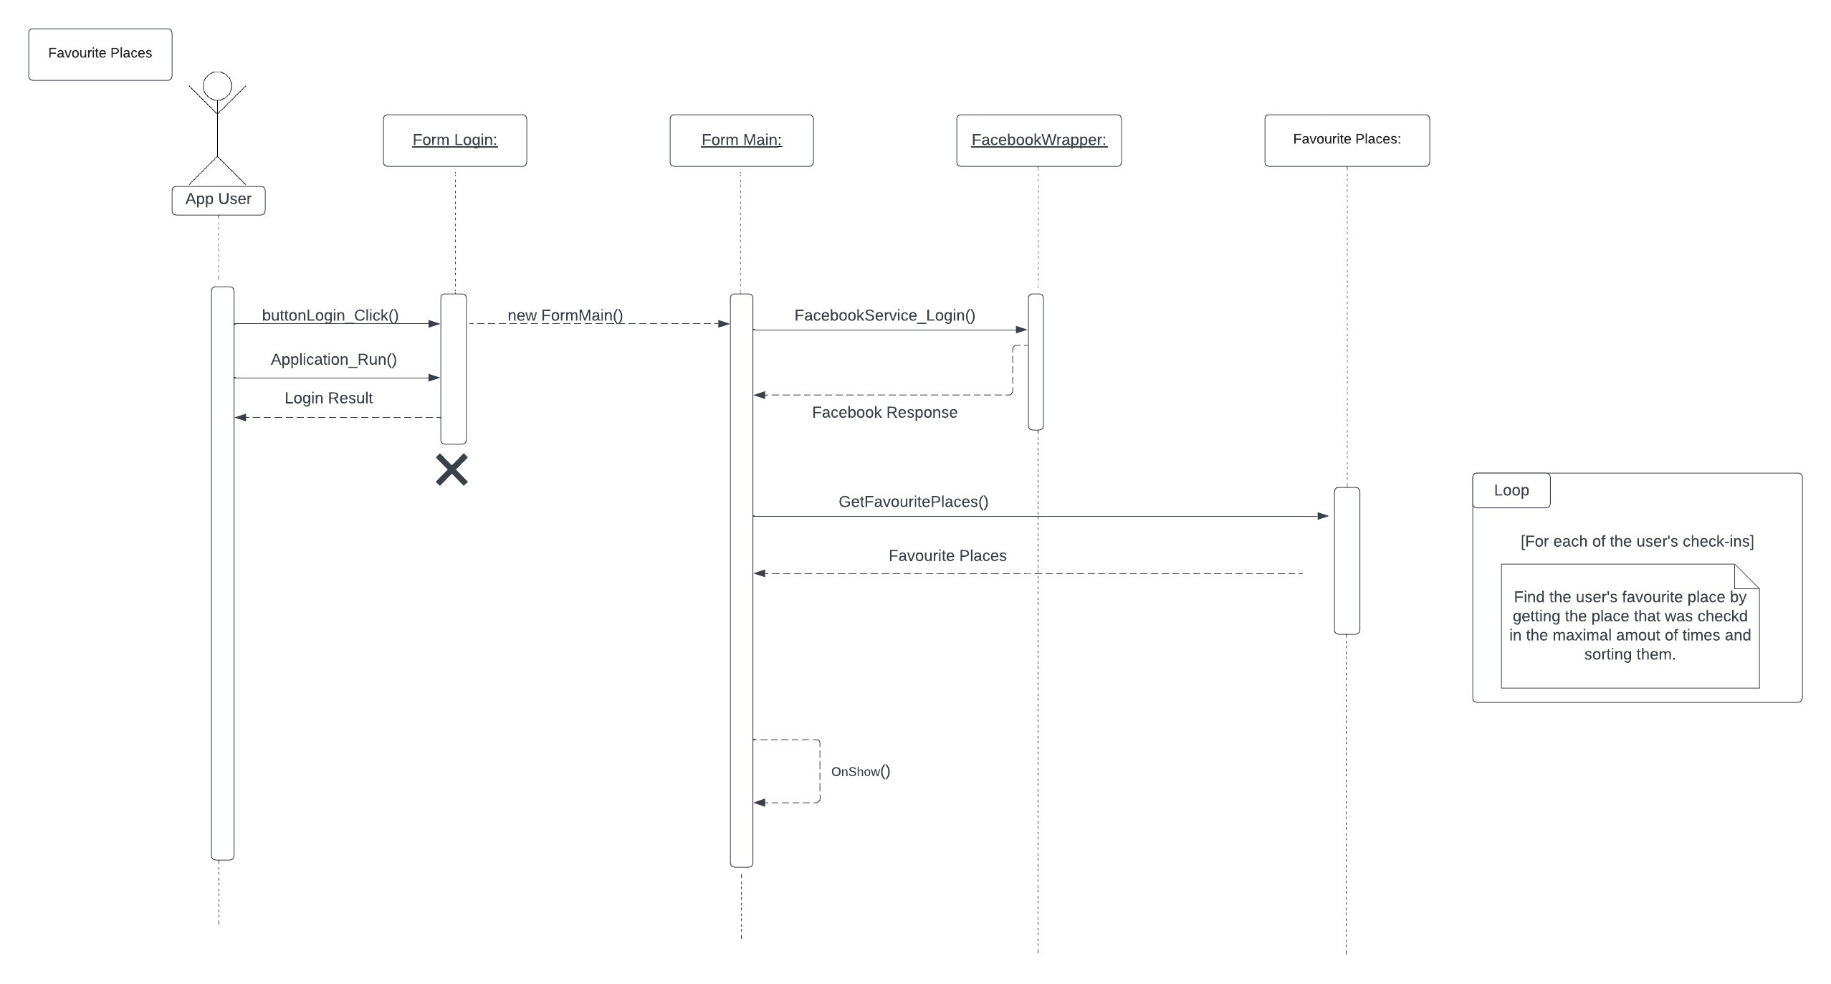 Favourite Places
App User
Form Login:
Form Main:
FacebookWrapper:
Favourite Places:
buttonLogin_Click()
new FormMain()
FacebookService_Login()
Application_Run()
Login Result
Facebook Response
GetFavouritePlaces()
Favourite Places
Loop
[For each of the user's check-ins]
Find the user's favourite place by
getting the place that was checkd
in the maximal amout of times and
sorting them.
OnShow()